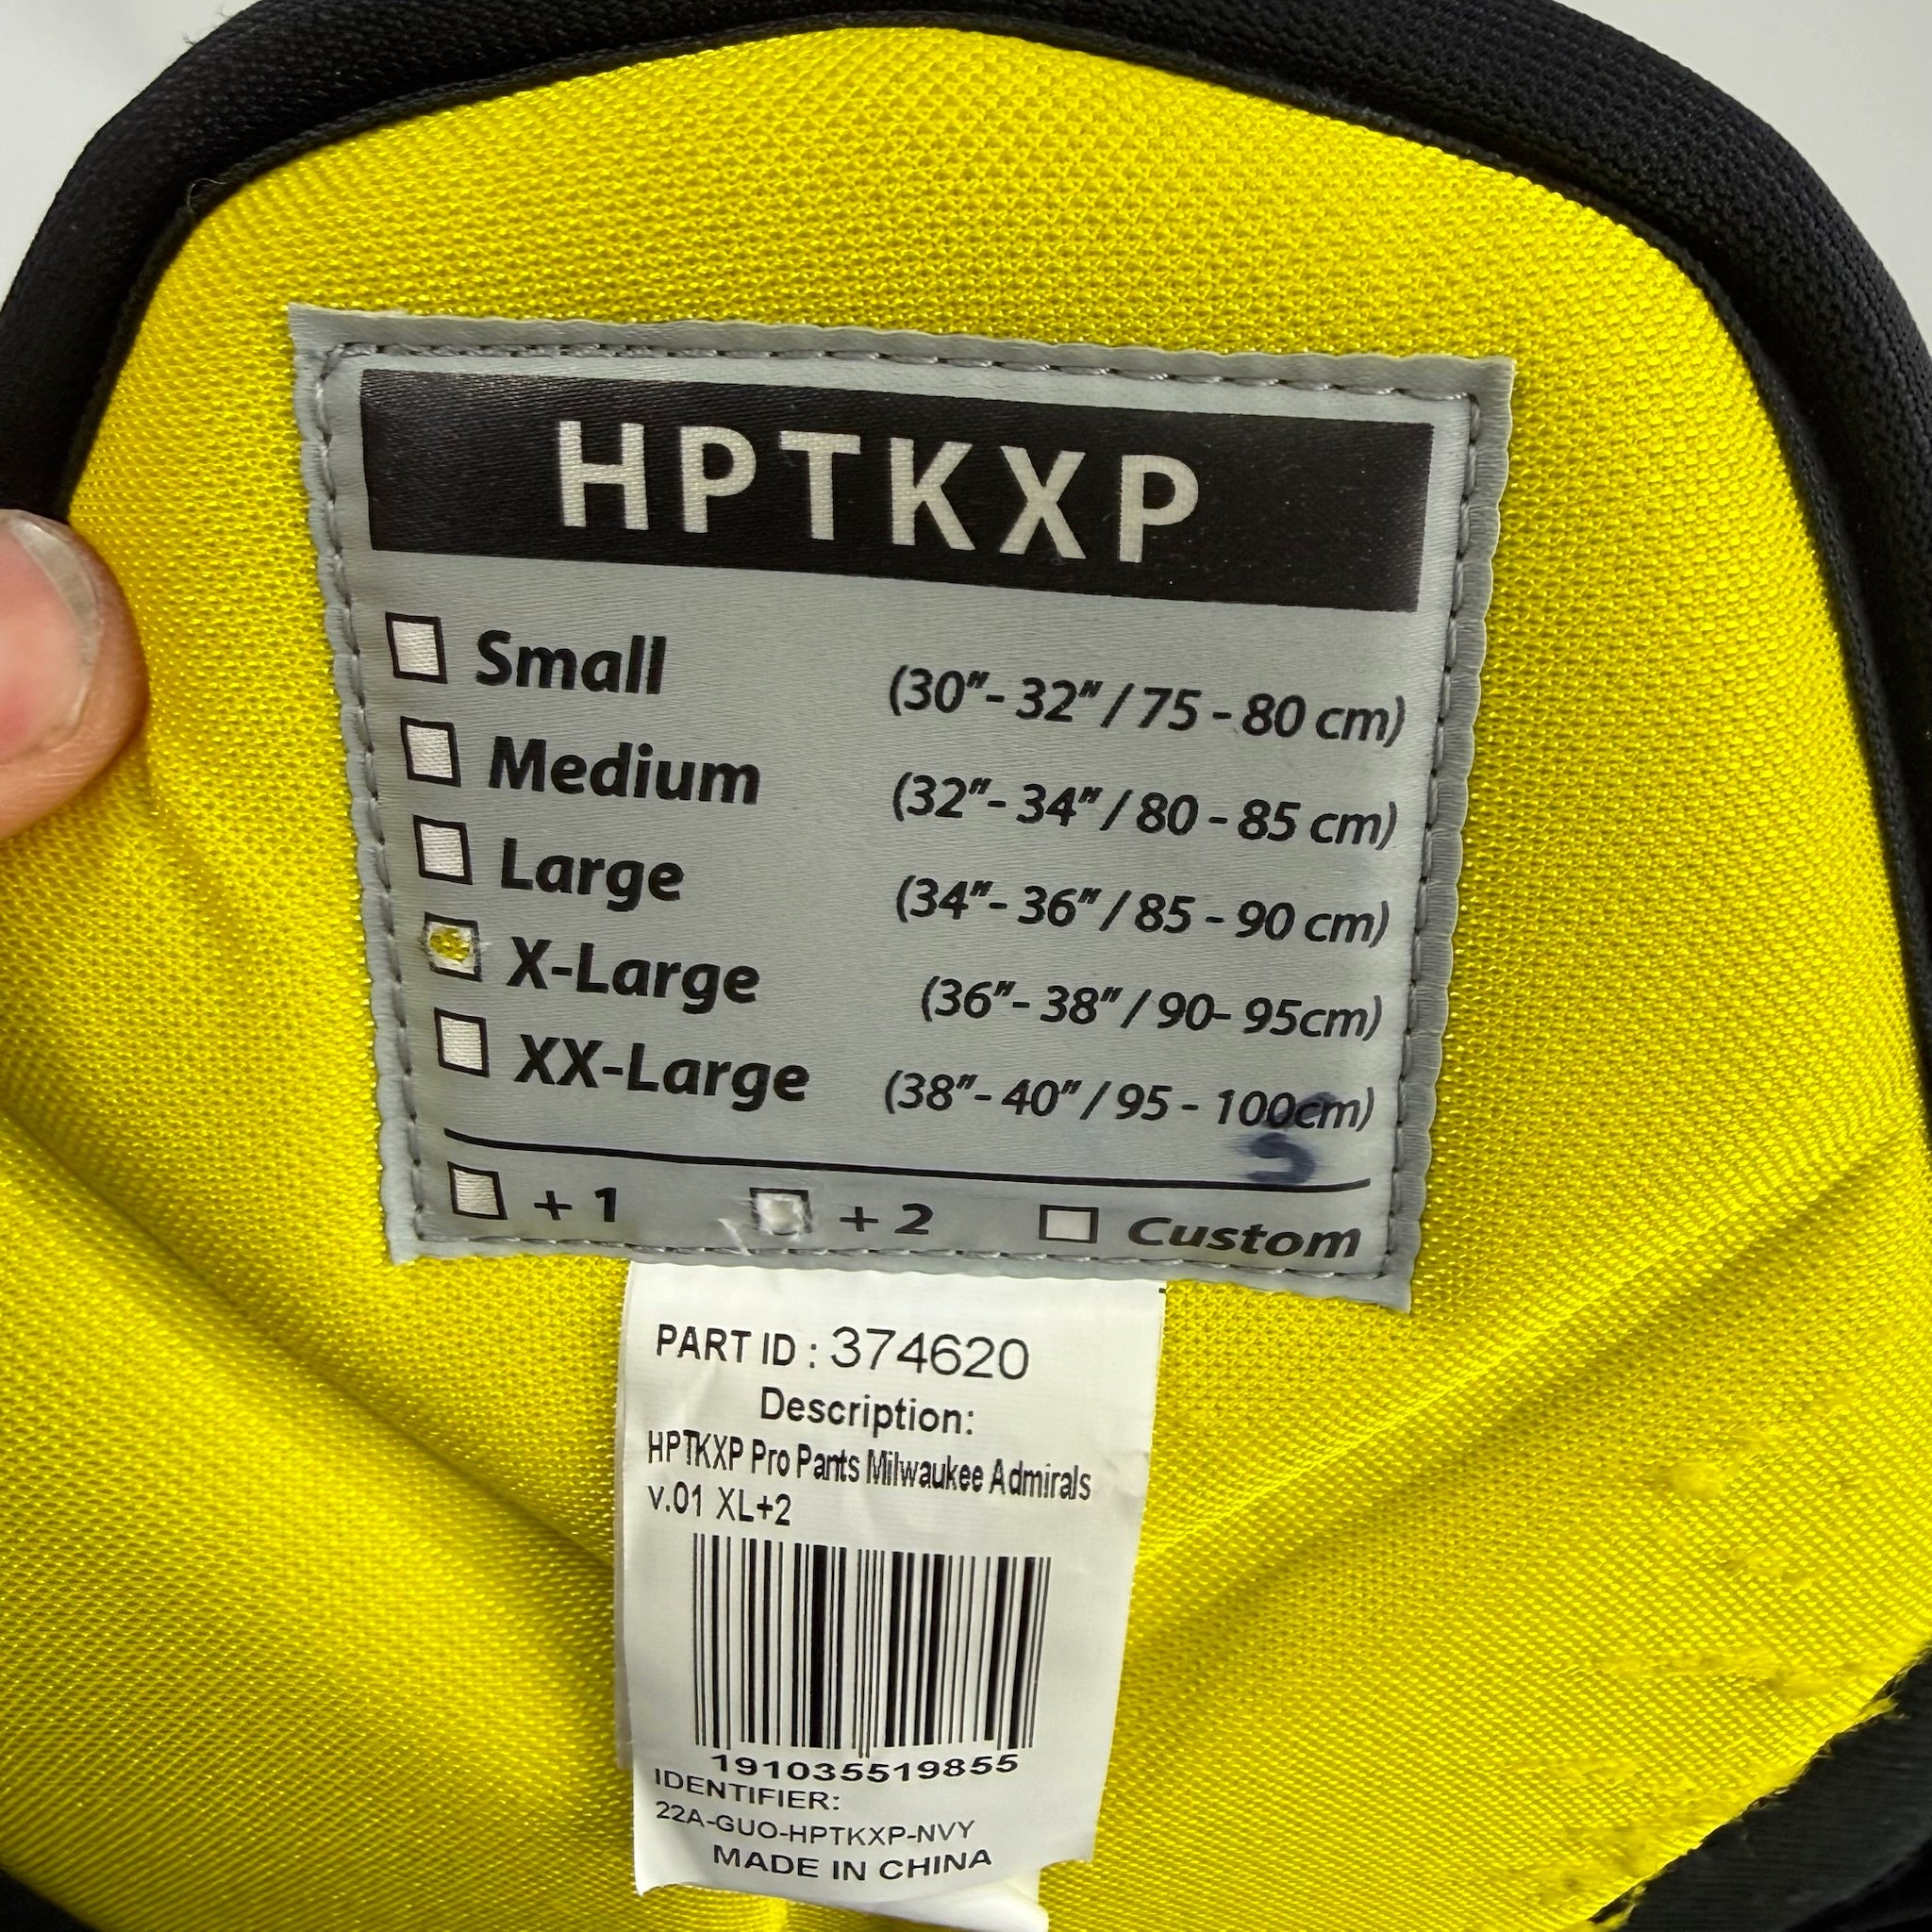 HPTKXP
Small (30"- 32" / 75 - 80 cm)
Medium (32"- 34" / 80 - 85 cm)
Large (34"- 36" / 85 - 90 cm)
X-Large (36"- 38" / 90- 95cm)
XX-Large (38"- 40" / 95 - 100cm)
+ 1 + 2 Custom
PART ID : 374620
Description:
HPTKXP Pro Pants Milwaukee Admirals
v.01 XL+2
191035519855
IDENTIFIER:
22A-GUO-HPTKXP-NVY
MADE IN CHINA